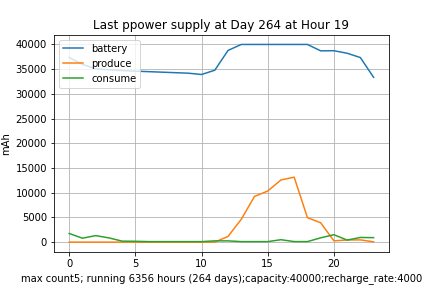 Last ppower supply at Day 264 at Hour 19
40000
35000
30000
25000
20000
15000
10000
5000
0
mAh
battery
produce
consume
0 5 10 15 20
max count5; running 6356 hours (264 days);capacity:40000;recharge_rate:4000